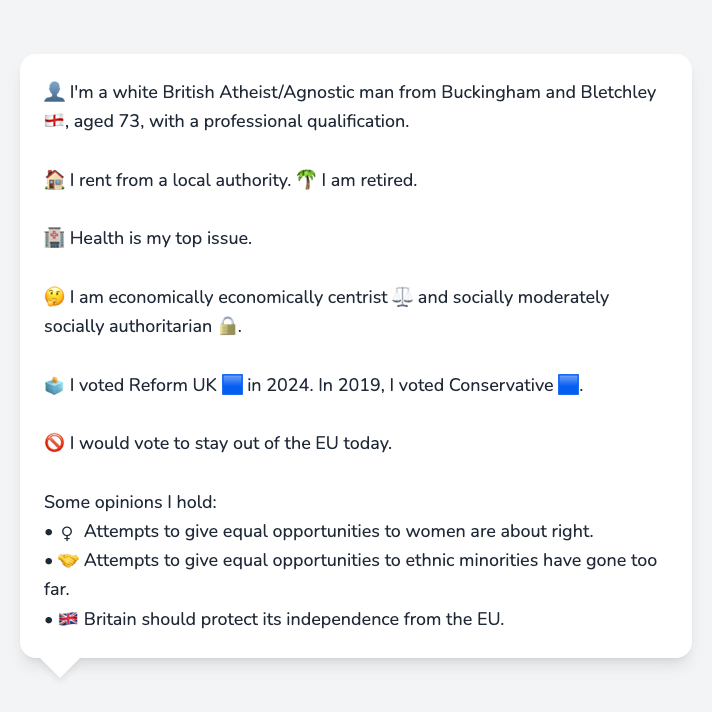 👤 I'm a white British Atheist/Agnostic man from Buckingham and Bletchley
🏴󠁧󠁢󠁥󠁮󠁧󠁿, aged 73, with a professional qualification.
🏠 I rent from a local authority. 🌴 I am retired.
🏥 Health is my top issue.
🤔 I am economically economically centrist ⚖️ and socially moderately
socially authoritarian 🔒.
🗳️ I voted Reform UK 🟦 in 2024. In 2019, I voted Conservative 🟦.
🚫 I would vote to stay out of the EU today.
Some opinions I hold:
• ♀ Attempts to give equal opportunities to women are about right.
• 🤝 Attempts to give equal opportunities to ethnic minorities have gone too
far.
• 🇬🇧 Britain should protect its independence from the EU.